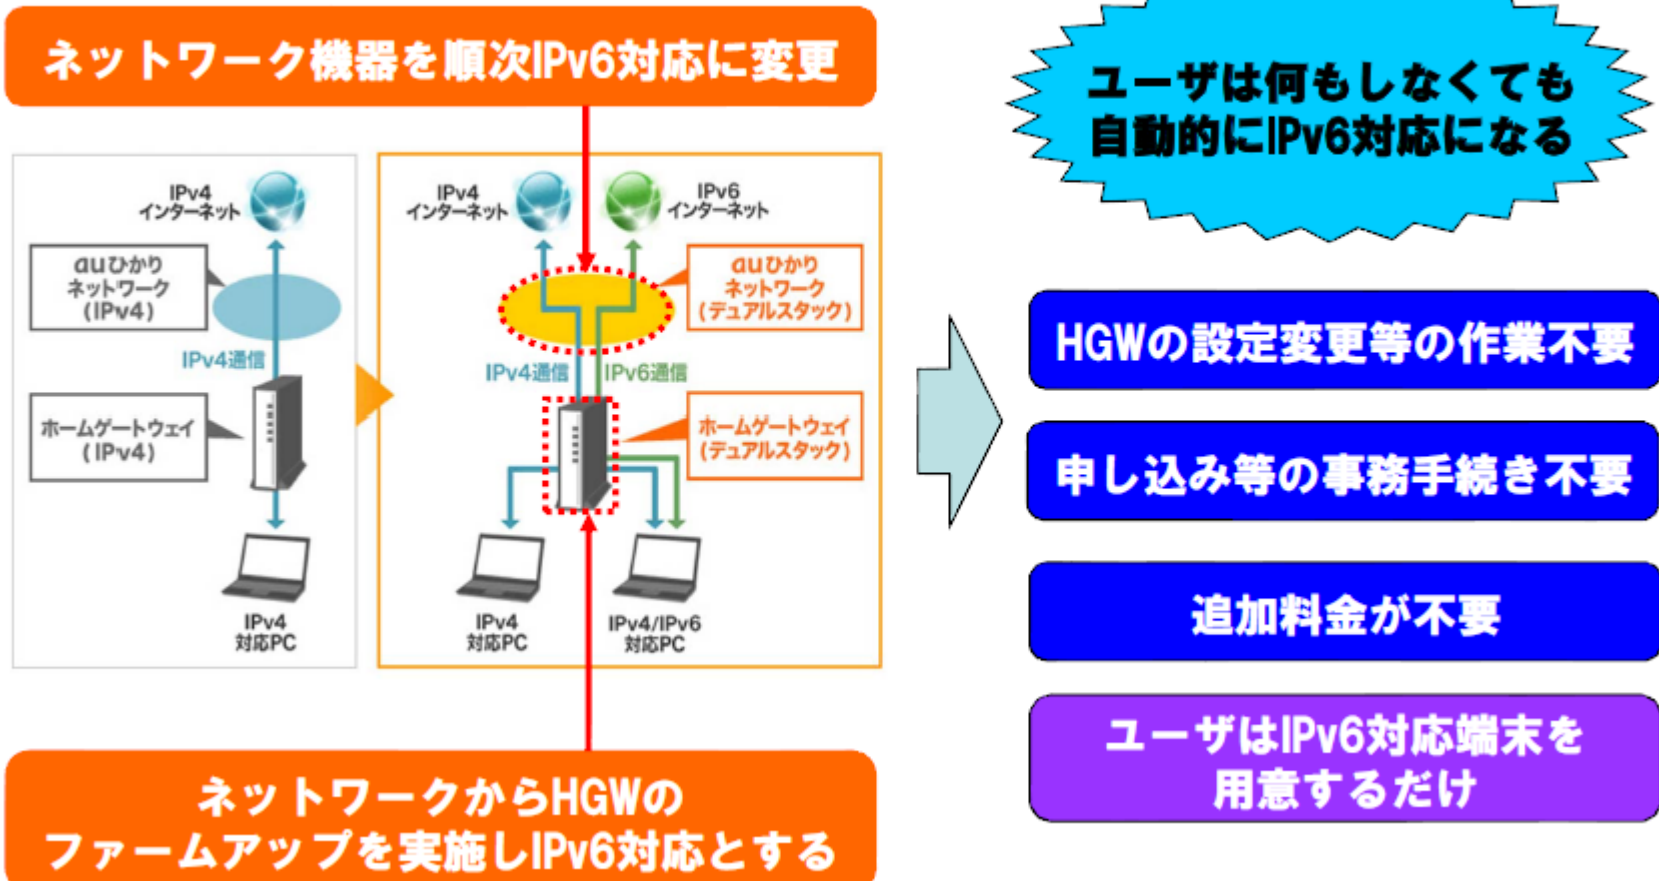 ネットワーク機器を順次IPv6対応に変更
IPv4
インターネット
auひかり
ネットワーク
(IPv4)
IPv4通信
ホームゲートウェイ
(IPv4)
IPv4
対応PC
IPv4
インターネット
IPv6
インターネット
auひかり
ネットワーク
(デュアルスタック)
IPv4通信
IPv6通信
ホームゲートウェイ
(デュアルスタック)
IPv4
対応PC
IPv4/IPv6
対応PC
ネットワークからHGWの
ファームアップを実施しIPv6対応とする
ユーザは何もしなくても
自動的にIPv6対応になる
HGWの設定変更等の作業不要
申し込み等の事務手続き不要
追加料金が不要
ユーザはIPv6対応端末を
用意するだけ